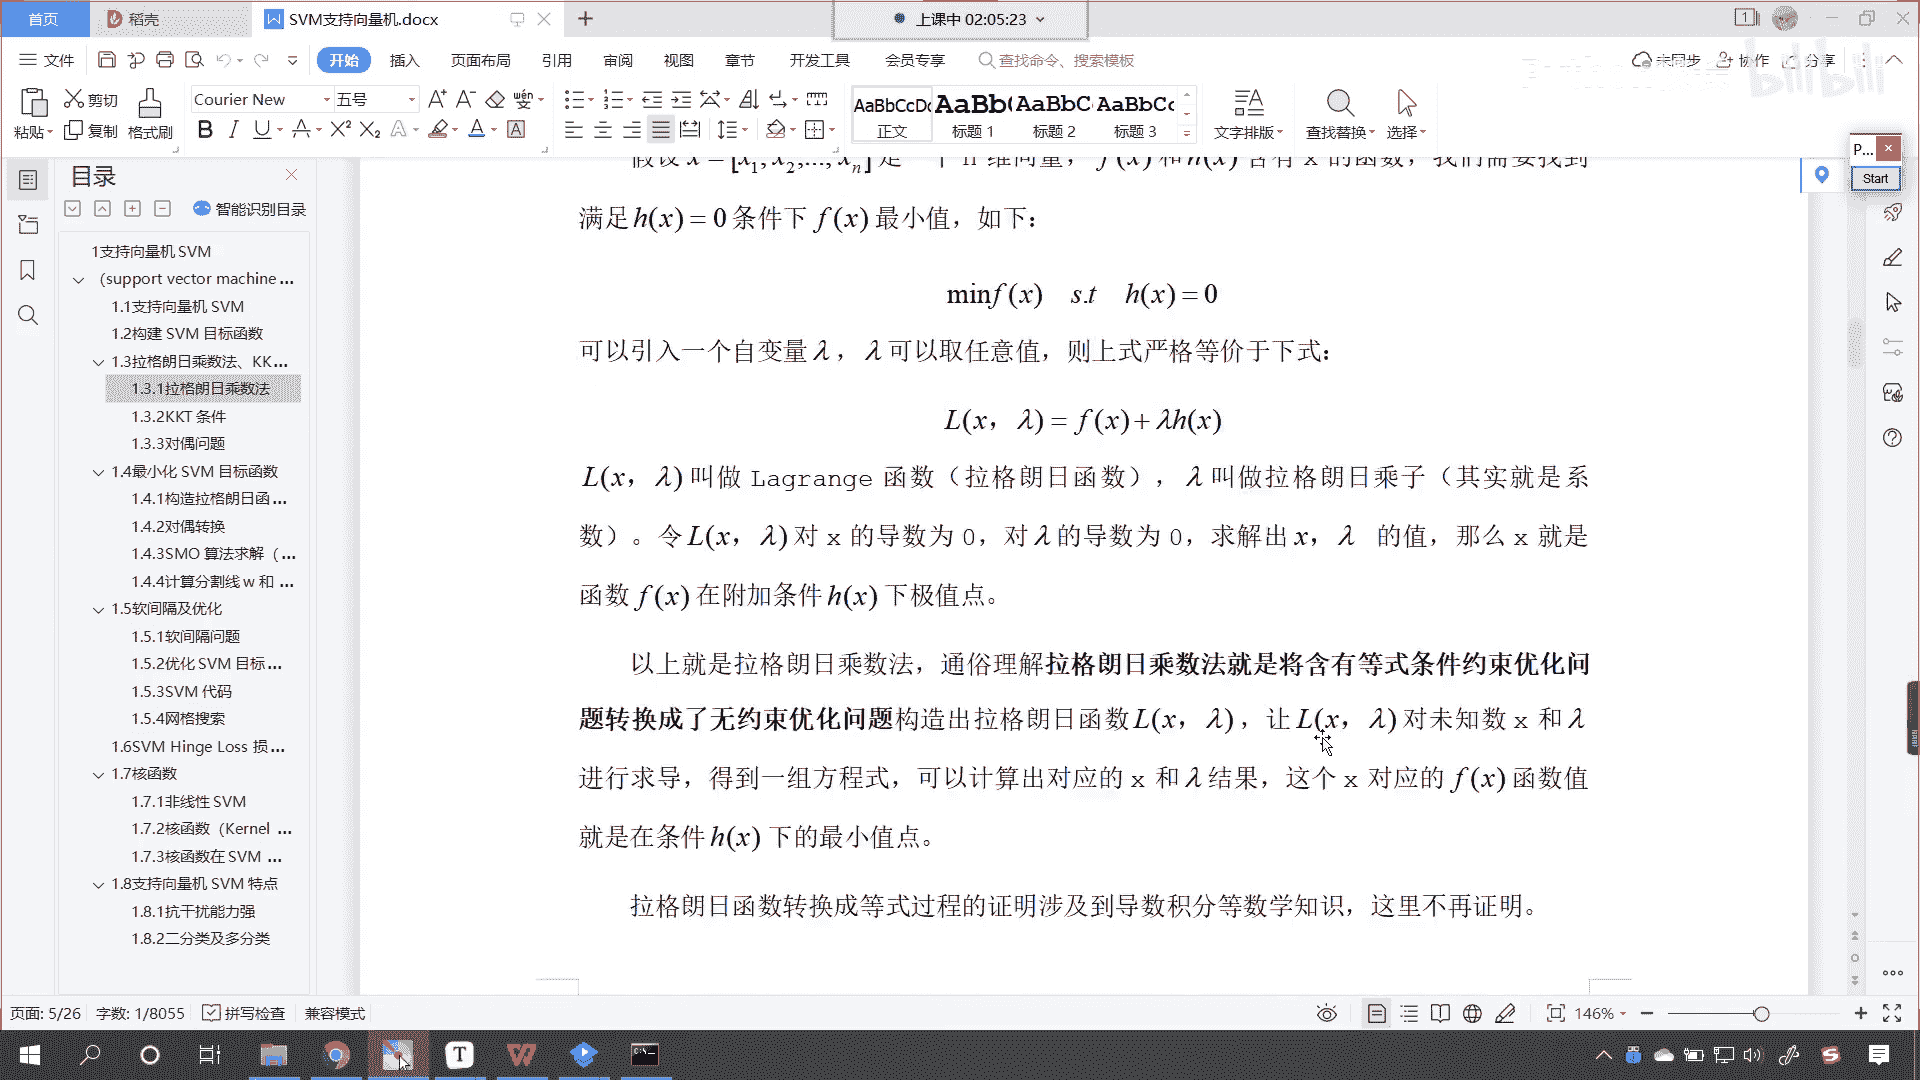 首页
稻壳
SVM支持向量机.docx
上课中 02:05:23
文件
开始
插入
页面布局
引用
审阅
视图
章节
开发工具
会员专享
查找命令、搜索模板
未同步
协作
分享
bilibili
粘贴
剪切
复制
格式刷
Courier New
五号
AaBbCcDd
正文
AaBb(
标题 1
AaBbC
标题 2
AaBbCc
标题 3
文字排版
查找替换
选择
P...
Start
目录
智能识别目录
1支持向量机 SVM
（support vector machine ...
1.1支持向量机 SVM
1.2构建 SVM 目标函数
1.3拉格朗日乘数法、KK...
1.3.1拉格朗日乘数法
1.3.2KKT 条件
1.3.3对偶问题
1.4最小化 SVM 目标函数
1.4.1构造拉格朗日函 ...
1.4.2对偶转换
1.4.3SMO 算法求解（ ...
1.4.4计算分割线 w 和 ...
1.5软间隔及优化
1.5.1软间隔问题
1.5.2优化 SVM 目标 ...
1.5.3SVM 代码
1.5.4网格搜索
1.6SVM Hinge Loss 损 ...
1.7核函数
1.7.1非线性 SVM
1.7.2核函数（Kernel ...
1.7.3核函数在 SVM ...
1.8支持向量机 SVM 特点
1.8.1抗干扰能力强
1.8.2二分类及多分类
假设 x = [x₁, x₂,..., xₙ] 是一个 n 维向量，f(x) 和 h(x) 含有 x 的函数，我们需要找到
满足 h(x) = 0 条件下 f(x) 最小值，如下：
minf(x) s.t h(x) = 0
可以引入一个自变量 λ，λ 可以取任意值，则上式严格等价于下式：
L(x，λ) = f(x) + λh(x)
L(x，λ) 叫做 Lagrange 函数（拉格朗日函数），λ 叫做拉格朗日乘子（其实就是系
数）。令 L(x，λ) 对 x 的导数为 0，对 λ 的导数为 0，求解出 x，λ 的值，那么 x 就是
函数 f(x) 在附加条件 h(x) 下极值点。
以上就是拉格朗日乘数法，通俗理解拉格朗日乘数法就是将含有等式条件约束优化问
题转换成了无约束优化问题构造出拉格朗日函数 L(x，λ)，让 L(x，λ) 对未知数 x 和 λ
进行求导，得到一组方程式，可以计算出对应的 x 和 λ 结果，这个 x 对应的 f(x) 函数值
就是在条件 h(x) 下的最小值点。
拉格朗日函数转换成等式过程的证明涉及到导数积分等数学知识，这里不再证明。
页面: 5/26
字数: 1/8055
拼写检查
兼容模式
146%